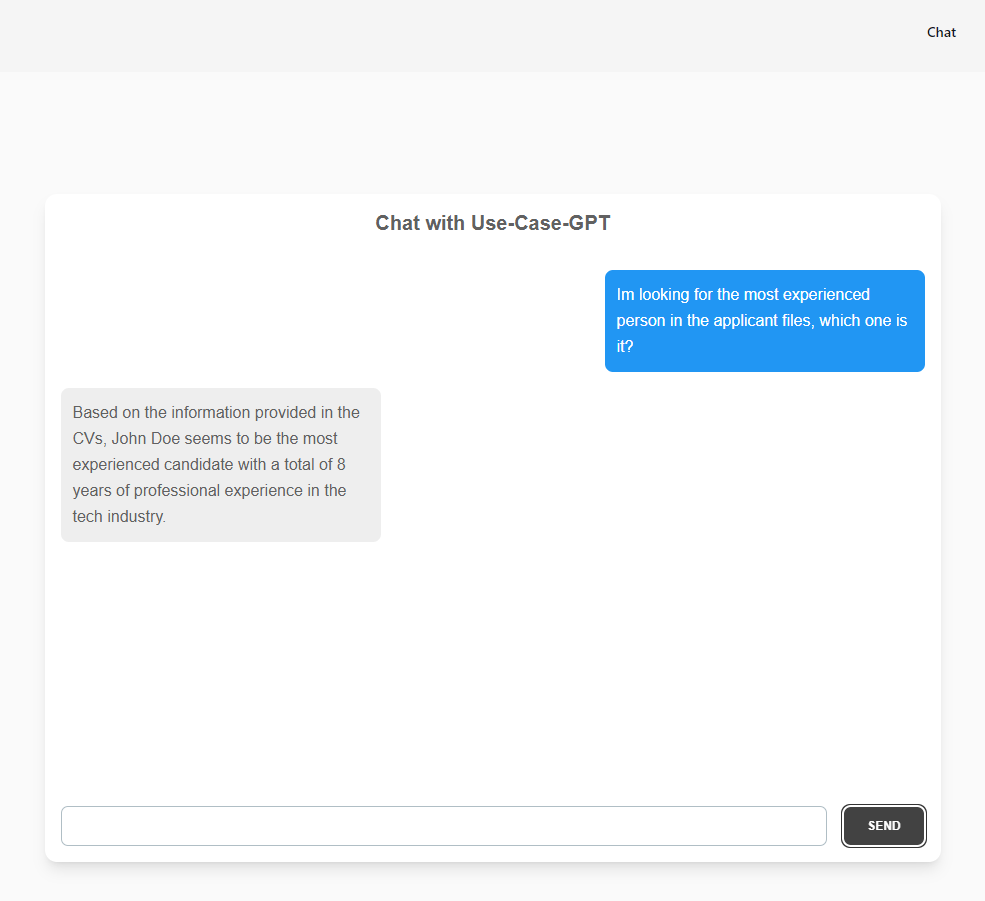 Chat
Chat with Use-Case-GPT
Im looking for the most experienced
person in the applicant files, which one is
it?
Based on the information provided in the
CVs, John Doe seems to be the most
experienced candidate with a total of 8
years of professional experience in the
tech industry.
SEND